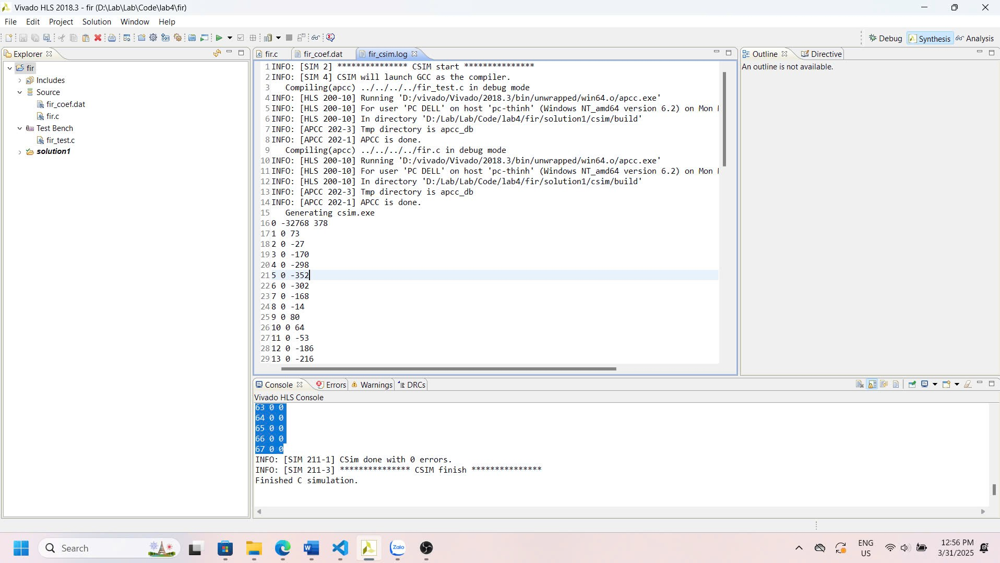 Vivado HLS 2018.3 - fir (D:\Lab\Lab\Code\lab4\fir)
File Edit Project Solution Window Help
Debug Synthesis Analysis
Explorer
fir
Includes
Source
fir_coef.dat
fir.c
Test Bench
fir_test.c
solution1
fir.c fir_coef.dat fir_csim.log
1 INFO: [SIM 2] *************** CSIM start ***************
2 INFO: [SIM 4] CSIM will launch GCC as the compiler.
3 Compiling(apcc) ../../../../fir_test.c in debug mode
4 INFO: [HLS 200-10] Running 'D:/vivado/Vivado/2018.3/bin/unwrapped/win64.o/apcc.exe'
5 INFO: [HLS 200-10] For user 'PC DELL' on host 'pc-thinh' (Windows NT_amd64 version 6.2) on Mon
6 INFO: [HLS 200-10] In directory 'D:/Lab/Lab/Code/lab4/fir/solution1/csim/build'
7 INFO: [APCC 202-3] Tmp directory is apcc_db
8 INFO: [APCC 202-1] APCC is done.
9 Compiling(apcc) ../../../../fir.c in debug mode
10 INFO: [HLS 200-10] Running 'D:/vivado/Vivado/2018.3/bin/unwrapped/win64.o/apcc.exe'
11 INFO: [HLS 200-10] For user 'PC DELL' on host 'pc-thinh' (Windows NT_amd64 version 6.2) on Mon
12 INFO: [HLS 200-10] In directory 'D:/Lab/Lab/Code/lab4/fir/solution1/csim/build'
13 INFO: [APCC 202-3] Tmp directory is apcc_db
14 INFO: [APCC 202-1] APCC is done.
15 Generating csim.exe
16 0 -32768 378
17 1 0 73
18 2 0 -27
19 3 0 -170
20 4 0 -298
21 5 0 -352
22 6 0 -302
23 7 0 -168
24 8 0 -14
25 9 0 80
26 10 0 64
27 11 0 -53
28 12 0 -186
29 13 0 -216
Outline Directive
An outline is not available.
Console Errors Warnings DRCs
Vivado HLS Console
63 0 0
64 0 0
65 0 0
66 0 0
67 0 0
INFO: [SIM 211-1] CSim done with 0 errors.
INFO: [SIM 211-3] *************** CSIM finish ***************
Finished C simulation.
Search
Zalo
ENG
US
12:56 PM
3/31/2025